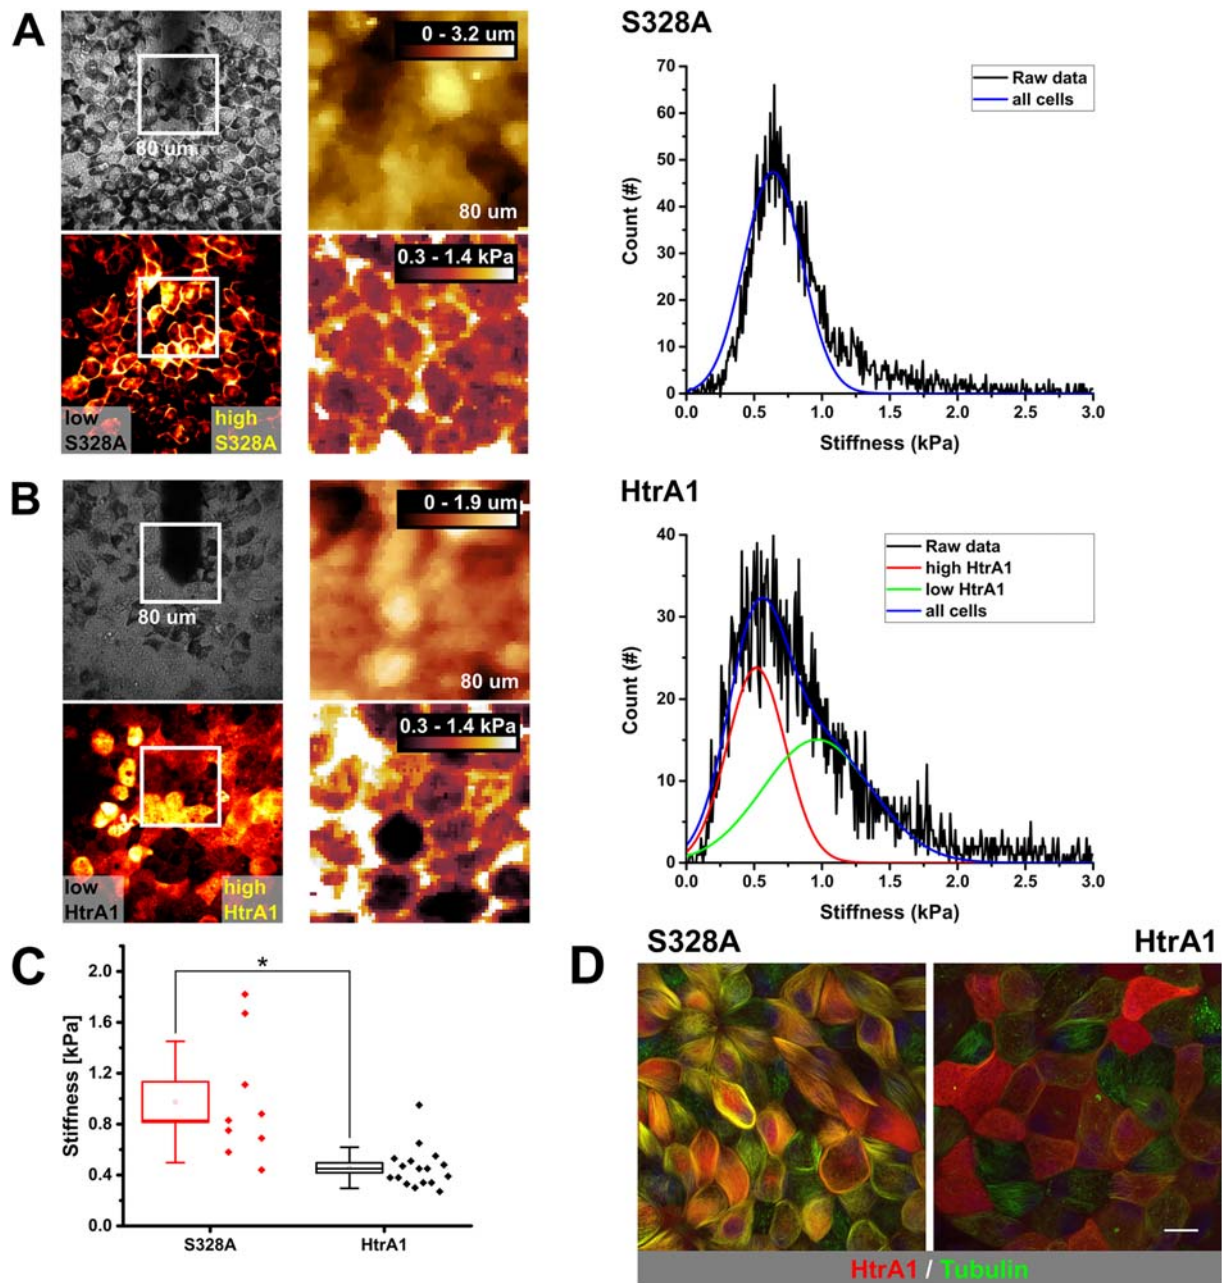 A
80 um
0 - 3.2 um
80 um
low
S328A
high
S328A
0.3 - 1.4 kPa
S328A
Raw data
all cells
Count (#)
70
60
50
40
30
20
10
0
0.0 0.5 1.0 1.5 2.0 2.5 3.0
Stiffness (kPa)
B
80 um
0 - 1.9 um
80 um
low
HtrA1
high
HtrA1
0.3 - 1.4 kPa
HtrA1
Raw data
high HtrA1
low HtrA1
all cells
Count (#)
40
30
20
10
0
0.0 0.5 1.0 1.5 2.0 2.5 3.0
Stiffness (kPa)
C
*
Stiffness [kPa]
2.0
1.6
1.2
0.8
0.4
0.0
S328A HtrA1
D
S328A HtrA1
HtrA1 / Tubulin